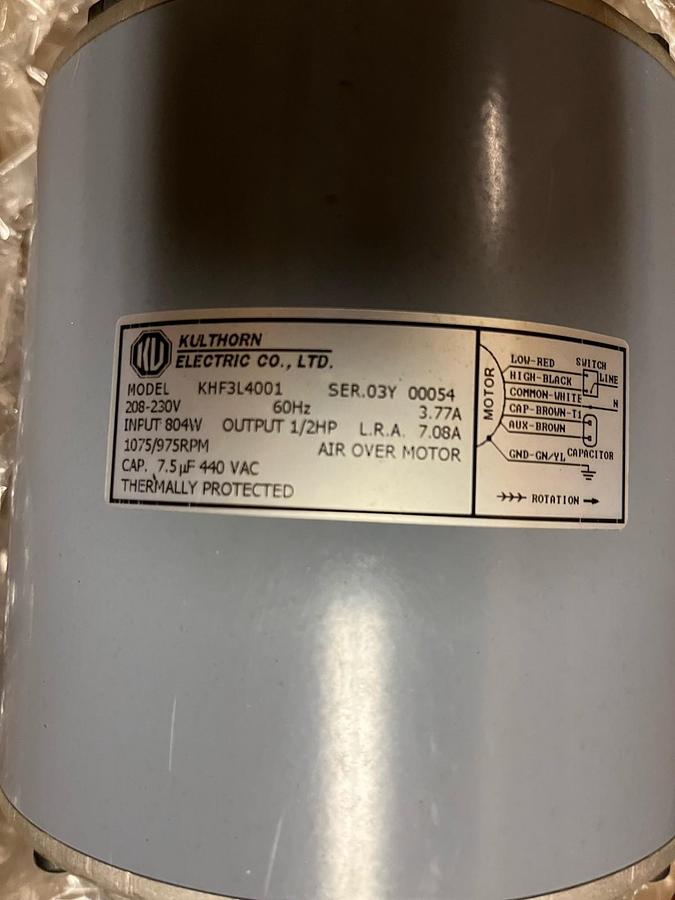 KU
KULTHORN
ELECTRIC CO., LTD.
MODEL KHF3L4001 SER.03Y 00054
208-230V 60Hz 3.77A
INPUT 804W OUTPUT 1/2HP L.R.A. 7.08A
1075/975RPM AIR OVER MOTOR
CAP. 7.5µF 440 VAC
THERMALLY PROTECTED
MOTOR
LOW-RED SWITCH
HIGH-BLACK LINE
COMMON-WHITE N
CAP-BROWN-T1
AUX-BROWN
GND-GN/YL CAPACITOR
ROTATION